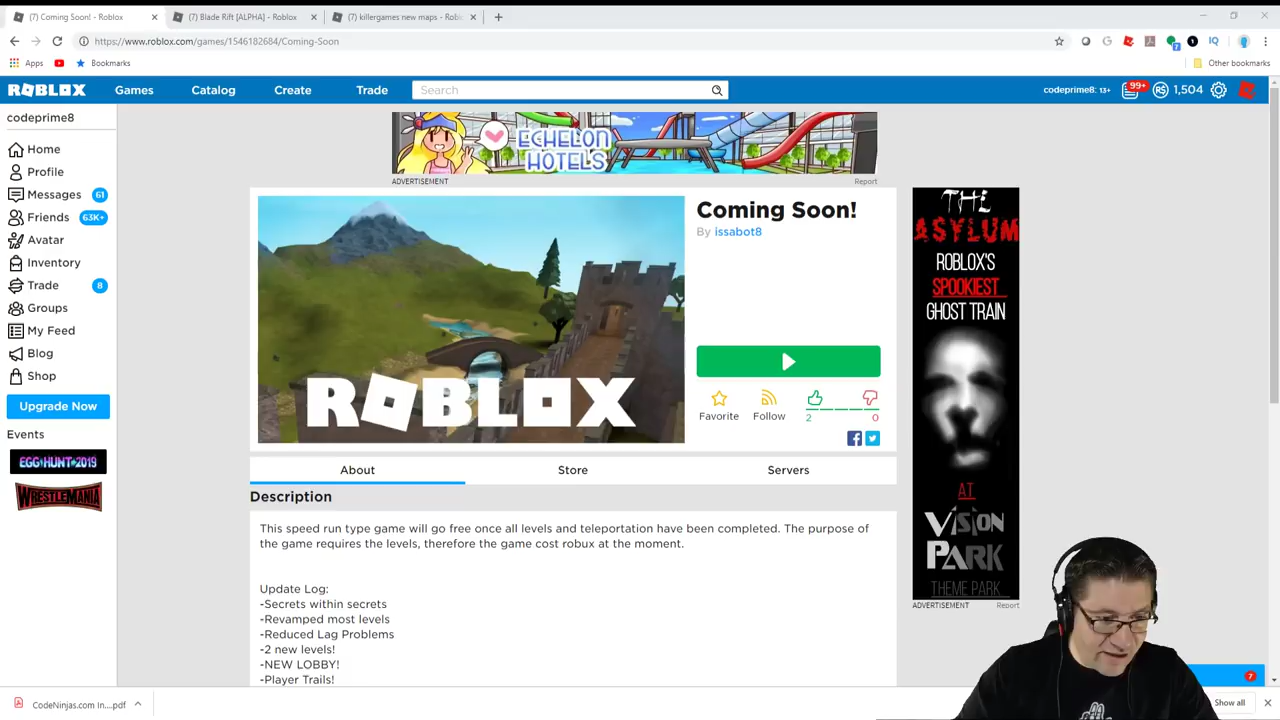 (7) Coming Soon! - Roblox
(7) Blade Rift [ALPHA] - Roblox
(7) killergames new maps - Roblo
https://www.roblox.com/games/1546182684/Coming-Soon
Apps
Bookmarks
Other bookmarks
ROBLOX
Games
Catalog
Create
Trade
Search
codeprime8: 13+
99+
R$ 1,504
codeprime8
Home
Profile
Messages 61
Friends 63K+
Avatar
Inventory
Trade 8
Groups
My Feed
Blog
Shop
Upgrade Now
Events
EGG HUNT 2019
WRESTLEMANIA
ECHELON
HOTELS
ADVERTISEMENT
Report
ROBLOX
Coming Soon!
By issabot8
Favorite
Follow
2
0
About
Store
Servers
Description
This speed run type game will go free once all levels and teleportation have been completed. The purpose of
the game requires the levels, therefore the game cost robux at the moment.
Update Log:
-Secrets within secrets
-Revamped most levels
-Reduced Lag Problems
-2 new levels!
-NEW LOBBY!
-Player Trails!
THE
ASYLUM
ROBLOX'S
SPOOKIEST
GHOST TRAIN
AT
VISION
PARK
THEME PARK
ADVERTISEMENT
Report
7
CodeNinjas.com In....pdf
Show all